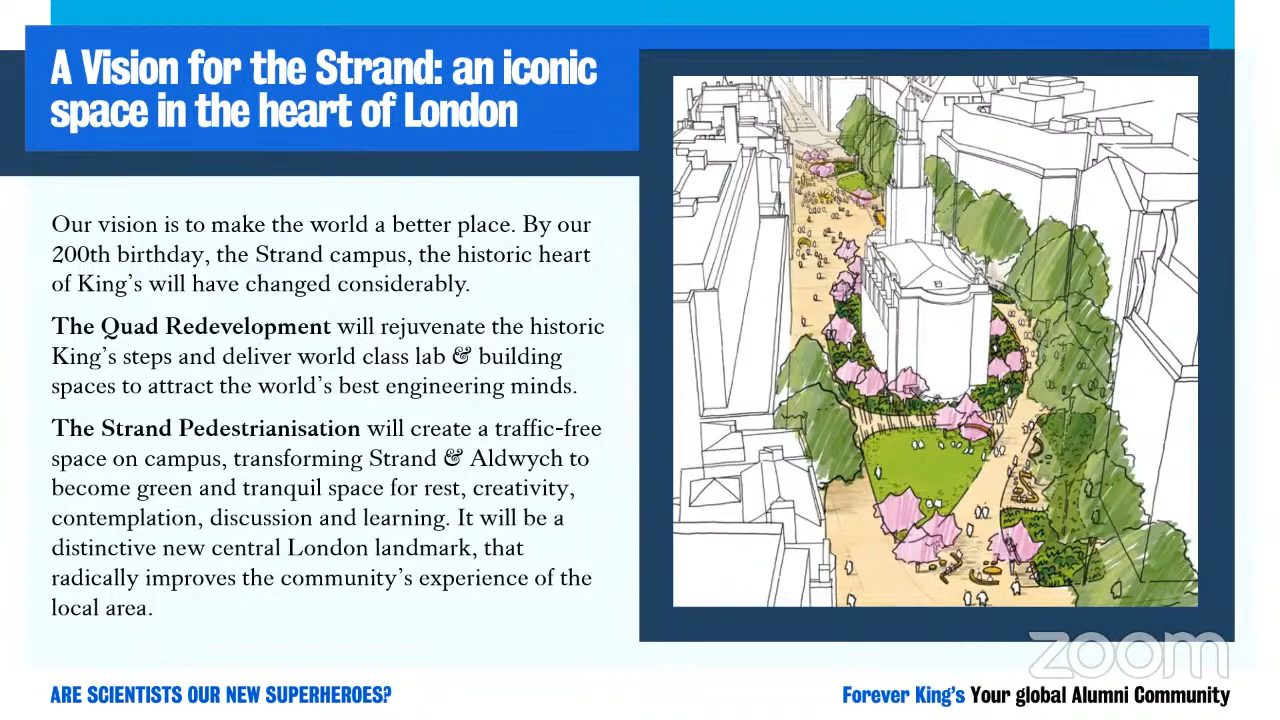 A Vision for the Strand: an iconic
space in the heart of London
Our vision is to make the world a better place. By our
200th birthday, the Strand campus, the historic heart
of King's will have changed considerably.
The Quad Redevelopment will rejuvenate the historic
King's steps and deliver world class lab & building
spaces to attract the world's best engineering minds.
The Strand Pedestrianisation will create a traffic-free
space on campus, transforming Strand & Aldwych to
become green and tranquil space for rest, creativity,
contemplation, discussion and learning. It will be a
distinctive new central London landmark, that
radically improves the community's experience of the
local area.
zoom
ARE SCIENTISTS OUR NEW SUPERHEROES?
Forever King's Your global Alumni Community